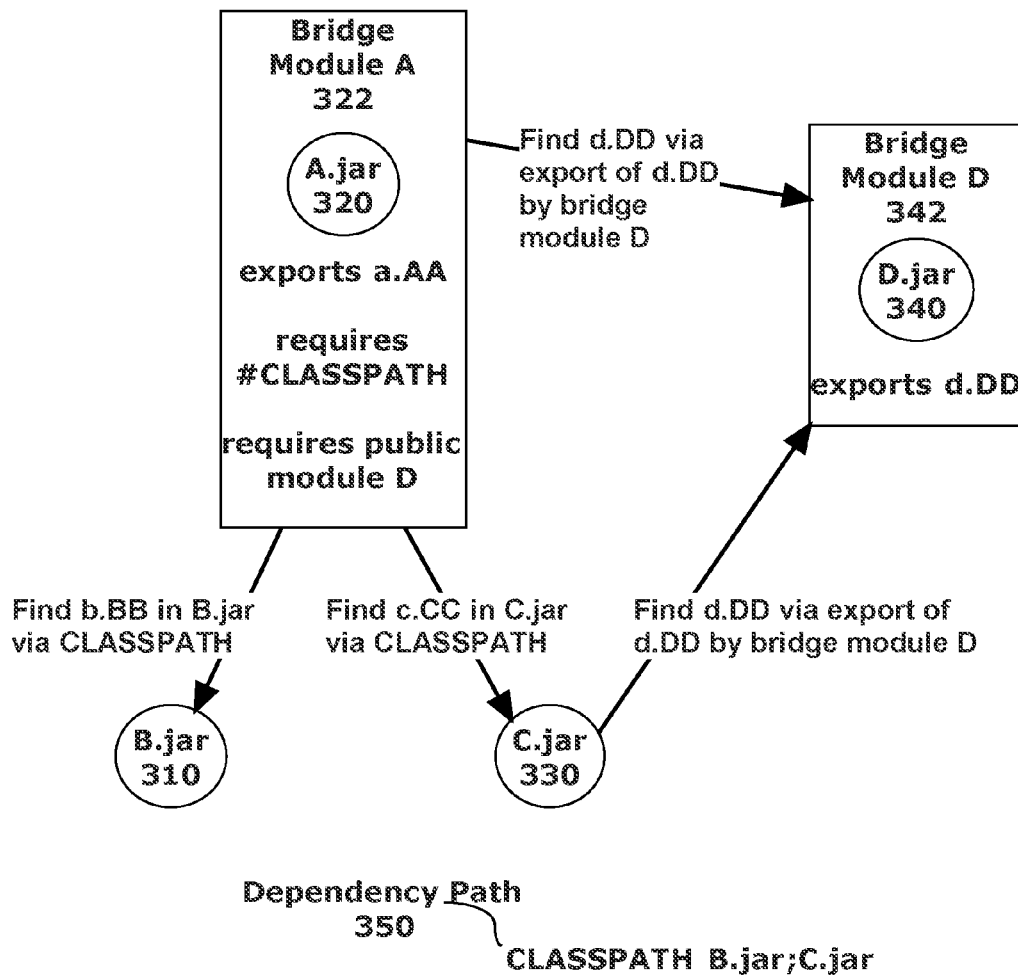 Bridge
Module A
322
A.jar
320
exports a.AA
requires
#CLASSPATH
requires public
module D
Find d.DD via
export of d.DD
by bridge
module D
Bridge
Module D
342
D.jar
340
exports d.DD
Find b.BB in B.jar
via CLASSPATH
Find c.CC in C.jar
via CLASSPATH
Find d.DD via export of
d.DD by bridge module D
B.jar
310
C.jar
330
Dependency Path
350
CLASSPATH B.jar;C.jar